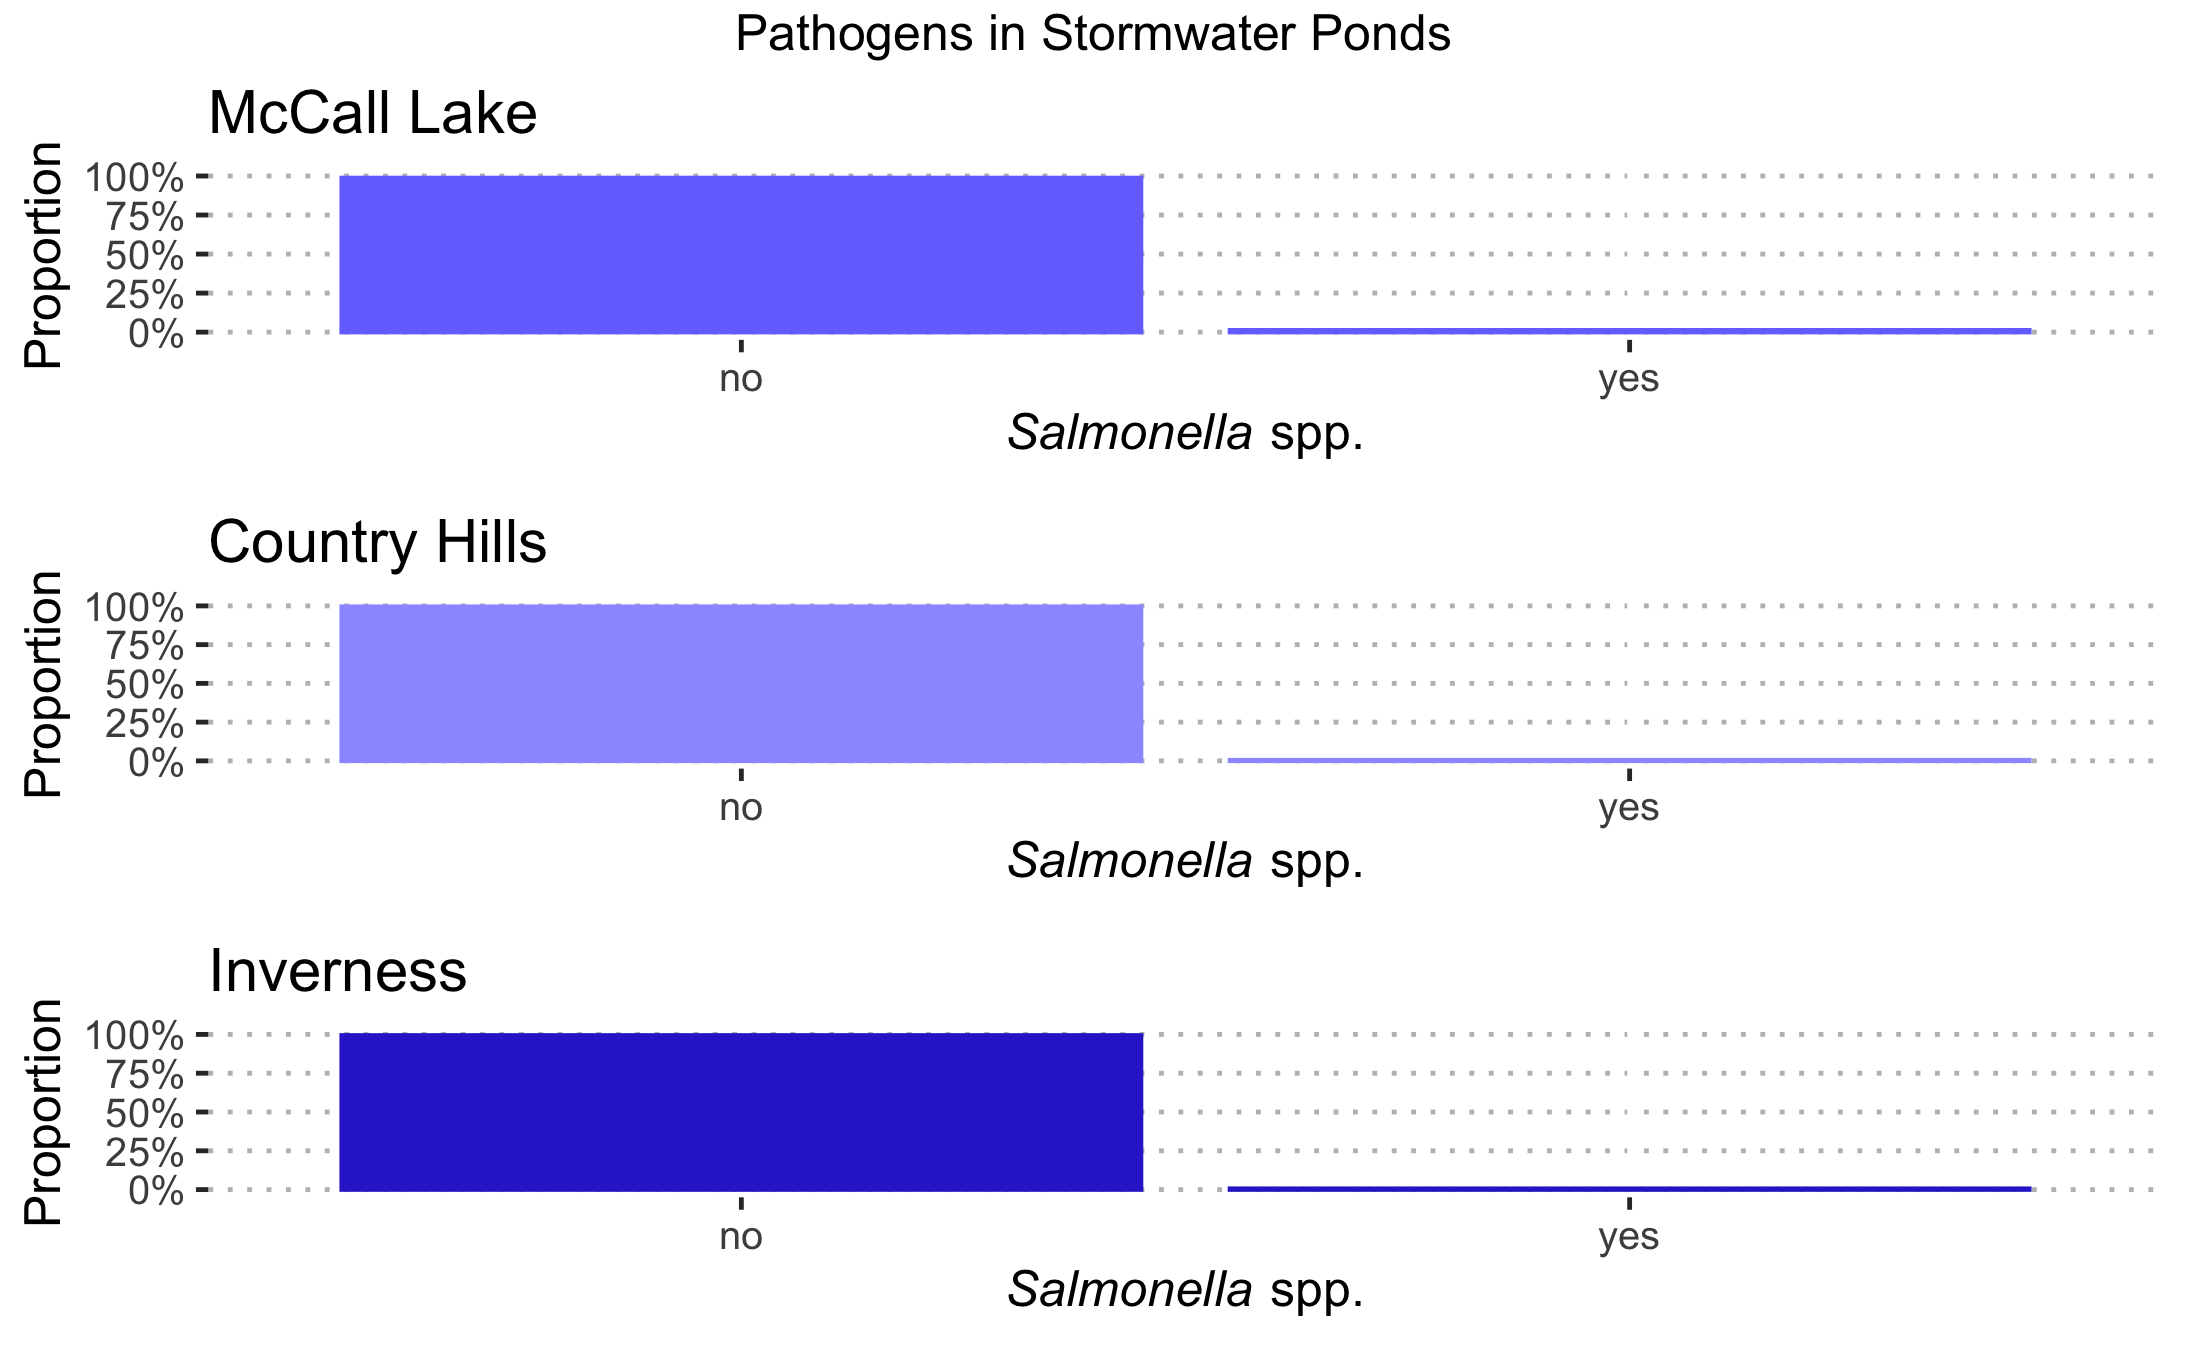 Pathogens in Stormwater Ponds
McCall Lake
Proportion
100%
75%
50%
25%
0%
no yes
Salmonella spp.
Country Hills
Proportion
100%
75%
50%
25%
0%
no yes
Salmonella spp.
Inverness
Proportion
100%
75%
50%
25%
0%
no yes
Salmonella spp.